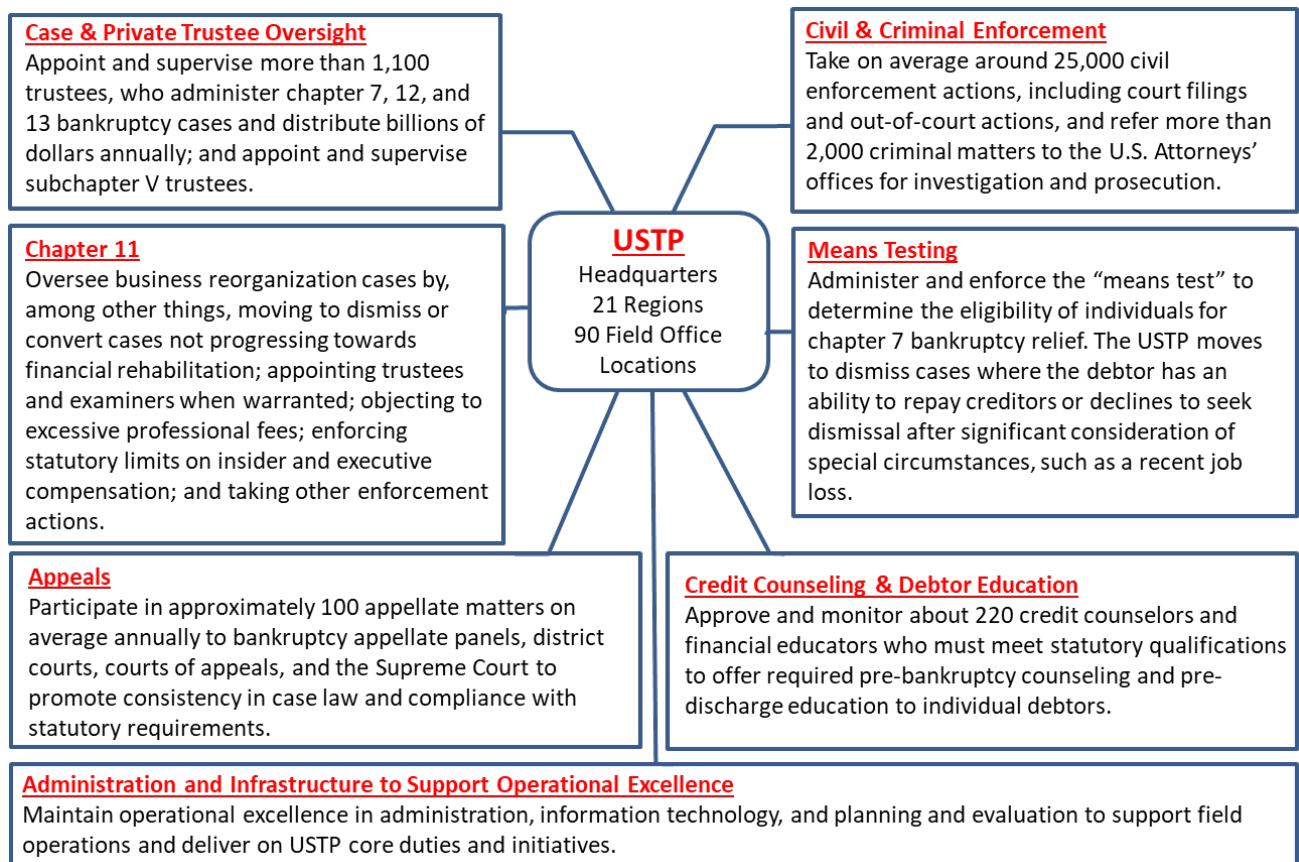 Case & Private Trustee Oversight
Appoint and supervise more than 1,100
trustees, who administer chapter 7, 12, and
13 bankruptcy cases and distribute billions of
dollars annually; and appoint and supervise
subchapter V trustees.
Civil & Criminal Enforcement
Take on average around 25,000 civil
enforcement actions, including court filings
and out-of-court actions, and refer more than
2,000 criminal matters to the U.S. Attorneys’
offices for investigation and prosecution.
USTP
Headquarters
21 Regions
90 Field Office
Locations
Chapter 11
Oversee business reorganization cases by,
among other things, moving to dismiss or
convert cases not progressing towards
financial rehabilitation; appointing trustees
and examiners when warranted; objecting to
excessive professional fees; enforcing
statutory limits on insider and executive
compensation; and taking other enforcement
actions.
Means Testing
Administer and enforce the “means test” to
determine the eligibility of individuals for
chapter 7 bankruptcy relief. The USTP moves
to dismiss cases where the debtor has an
ability to repay creditors or declines to seek
dismissal after significant consideration of
special circumstances, such as a recent job
loss.
Appeals
Participate in approximately 100 appellate matters on
average annually to bankruptcy appellate panels, district
courts, courts of appeals, and the Supreme Court to
promote consistency in case law and compliance with
statutory requirements.
Credit Counseling & Debtor Education
Approve and monitor about 220 credit counselors and
financial educators who must meet statutory qualifications
to offer required pre-bankruptcy counseling and pre-
discharge education to individual debtors.
Administration and Infrastructure to Support Operational Excellence
Maintain operational excellence in administration, information technology, and planning and evaluation to support field
operations and deliver on USTP core duties and initiatives.